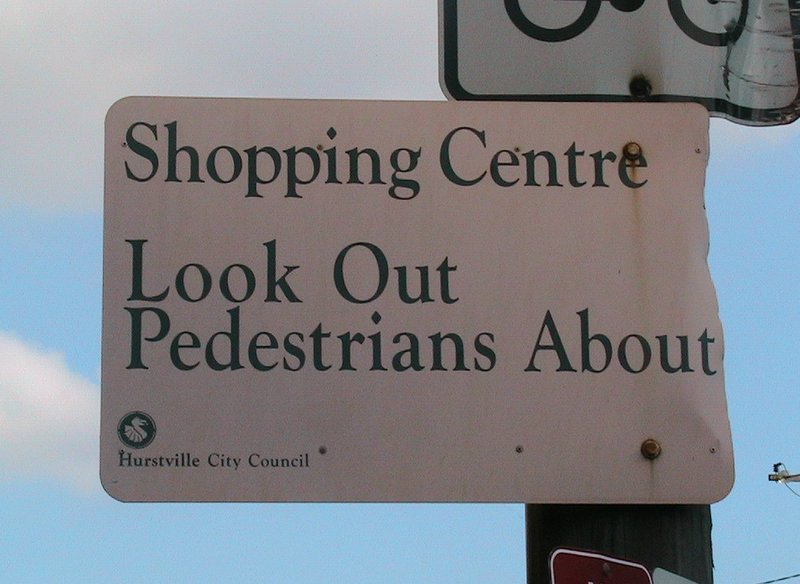 Shopping Centre
Look Out
Pedestrians About
Hurstville City Council